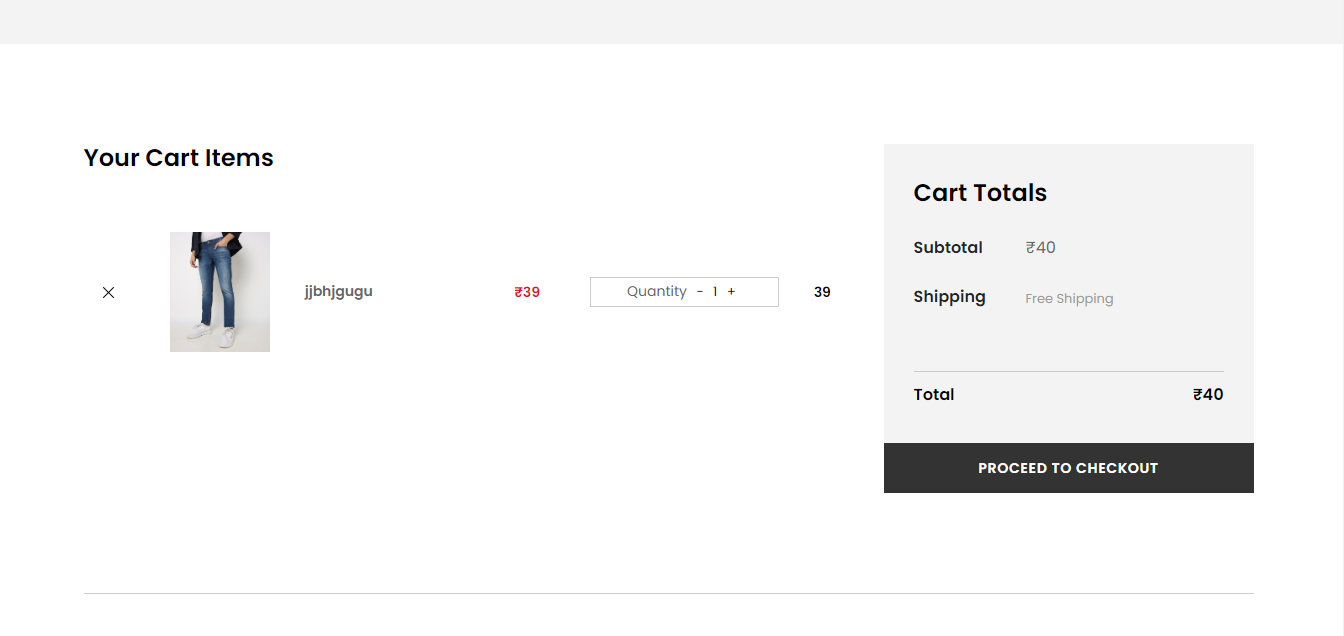 Your Cart Items
jjbhjgugu ₹39 Quantity - 1 + 39
Cart Totals
Subtotal ₹40
Shipping Free Shipping
Total ₹40
PROCEED TO CHECKOUT